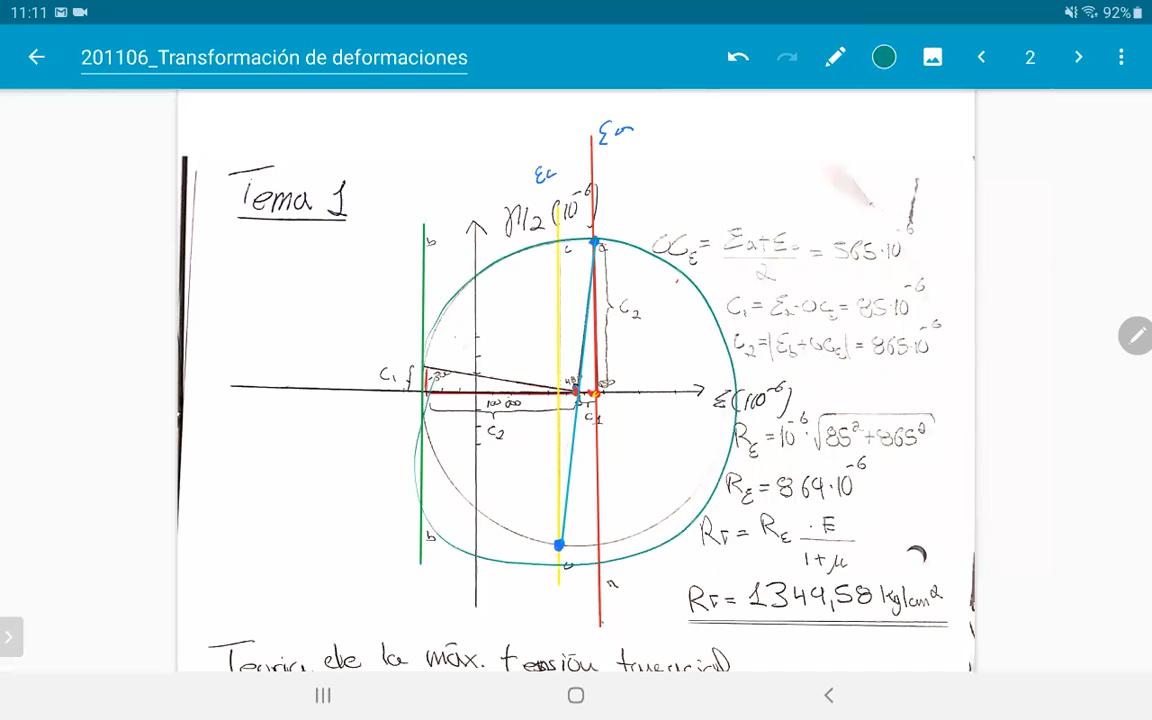 11:11
92%
201106_Transformación de deformaciones
2
Tema 1
εc
εa
γ/2 (10⁻⁶)
b
c
a
OCε = (εa + εc)/2 = 565·10⁻⁶
C₁ = εa - OCε = 85·10⁻⁶
C₂
C₂ = |εb + OCε| = 865·10⁻⁶
C₁
C₁
C₂
ε(10⁻⁶)
Rε = 10⁻⁶·√(85² + 865²)
Rε = 869·10⁻⁶
Rσ = Rε · E/(1+μ)
b
Rσ = 1349,58 kg/cm²
Teoría de la máx. tensión tangencial